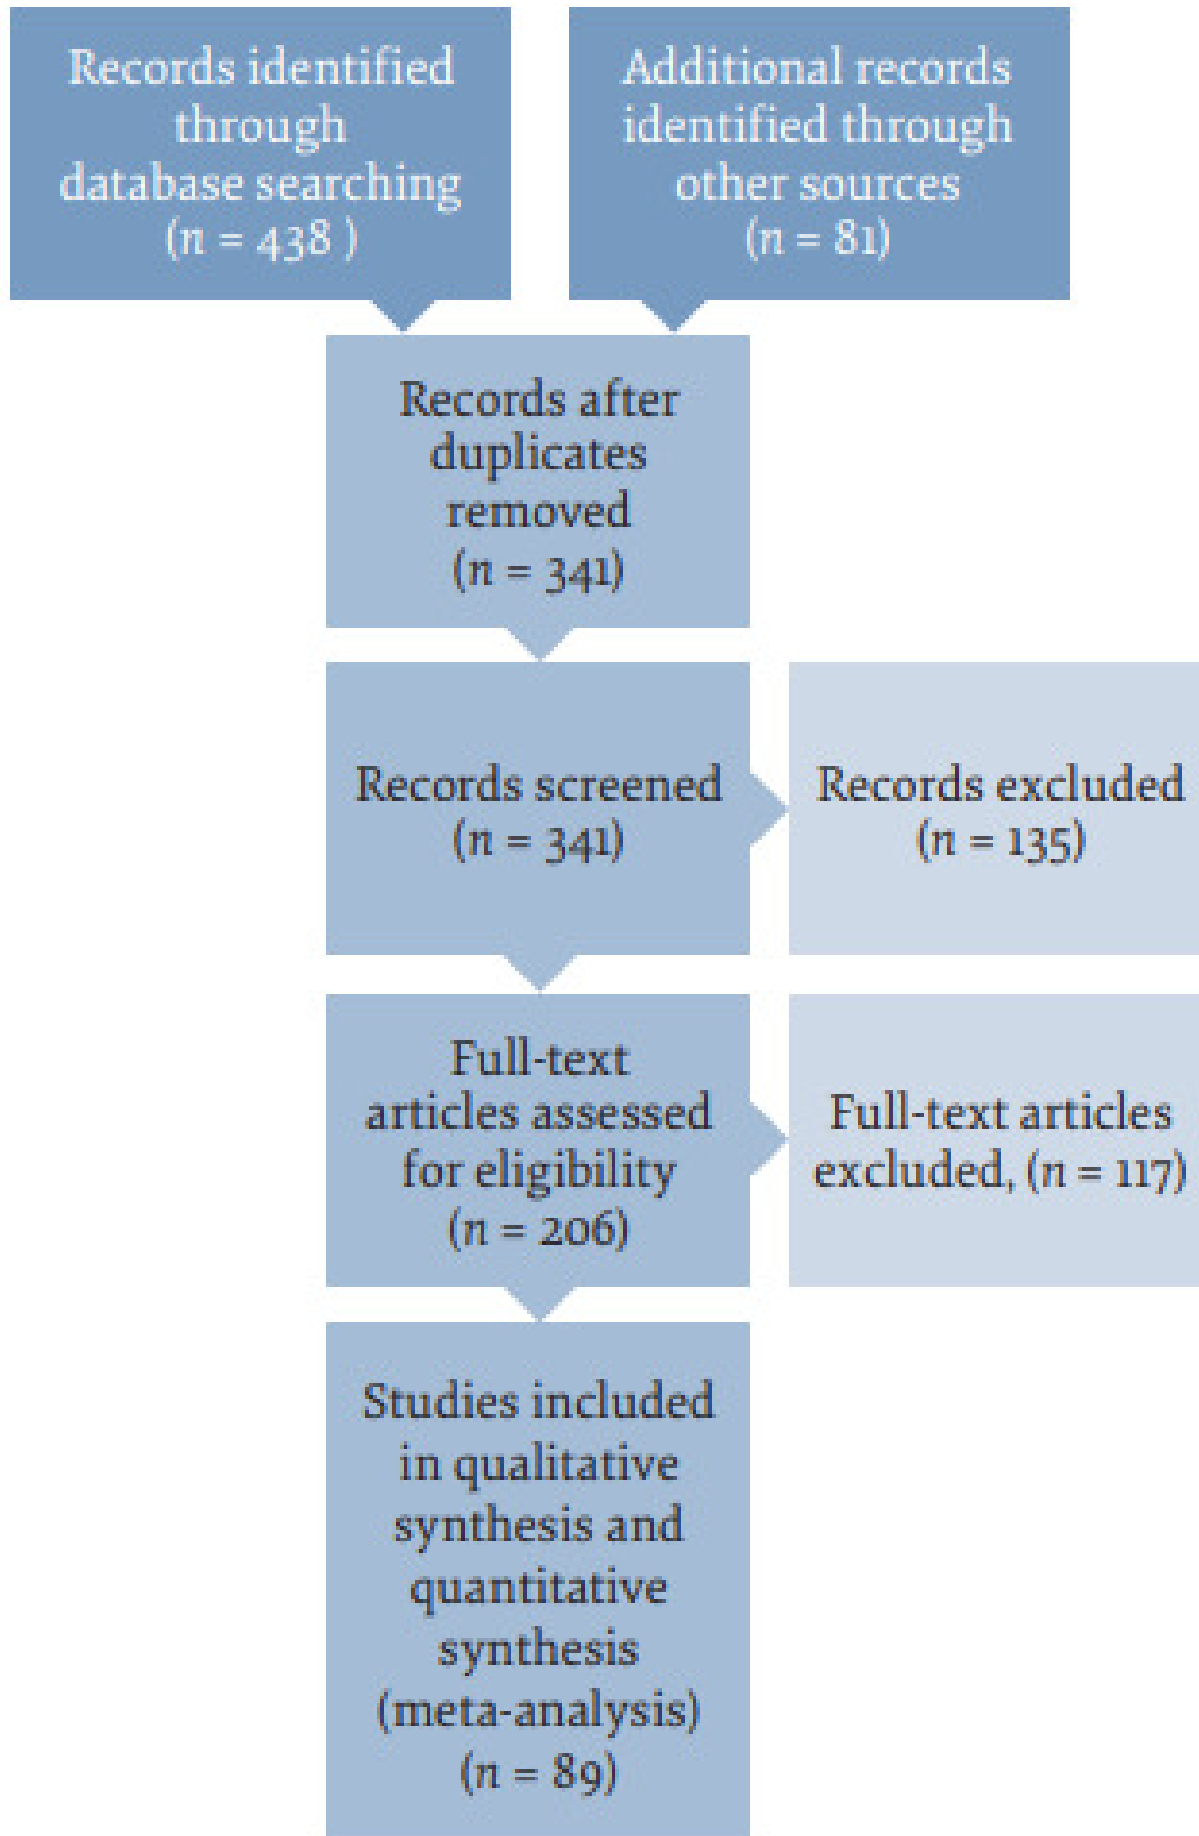 Records identified
through
database searching
(n = 438 )
Additional records
identified through
other sources
(n = 81)
Records after
duplicates
removed
(n = 341)
Records screened
(n = 341)
Records excluded
(n = 135)
Full-text
articles assessed
for eligibility
(n = 206)
Full-text articles
excluded, (n = 117)
Studies included
in qualitative
synthesis and
quantitative
synthesis
(meta-analysis)
(n = 89)